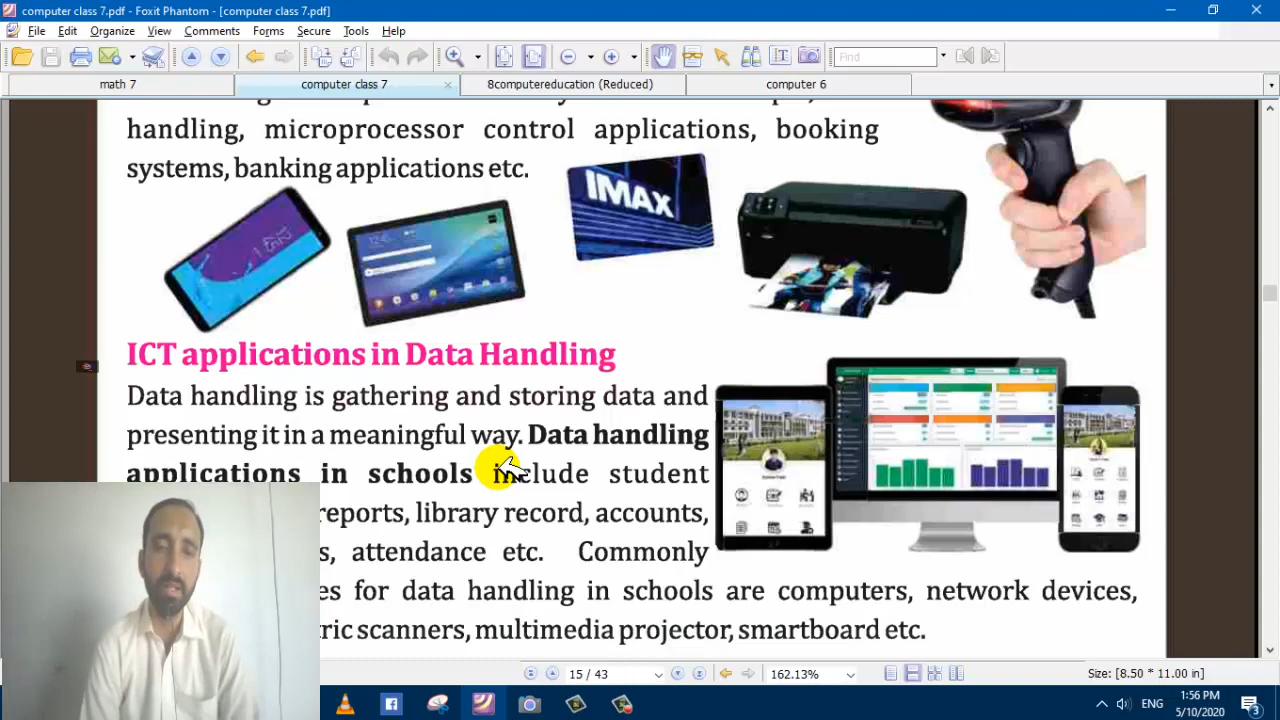 computer class 7.pdf - Foxit Phantom - [computer class 7.pdf]
File Edit Organize View Comments Forms Secure Tools Help
Find
math 7
computer class 7
8computereducation (Reduced)
computer 6
handling, microprocessor control applications, booking
systems, banking applications etc.
IMAX
ICT applications in Data Handling
Data handling is gathering and storing data and
presenting it in a meaningful way. Data handling
applications in schools include student
reports, library record, accounts,
attendance etc. Commonly
for data handling in schools are computers, network devices,
scanners, multimedia projector, smartboard etc.
15 / 43
162.13%
Size: [8.50 * 11.00 in]
ENG
1:56 PM
5/10/2020
3